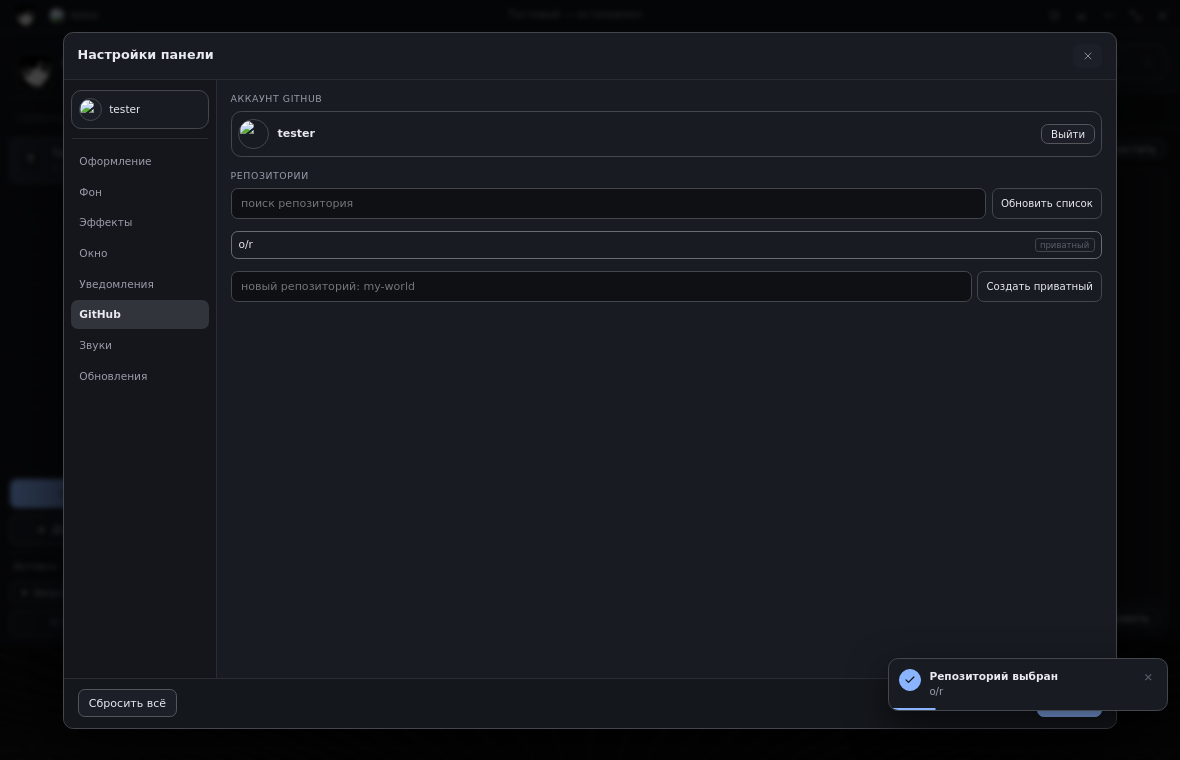 Настройки панели
tester
Оформление
Фон
Эффекты
Окно
Уведомления
GitHub
Звуки
Обновления
АККАУНТ GITHUB
tester
Выйти
РЕПОЗИТОРИИ
поиск репозитория
Обновить список
o/r
приватный
новый репозиторий: my-world
Создать приватный
Сбросить всё
Репозиторий выбран
o/r